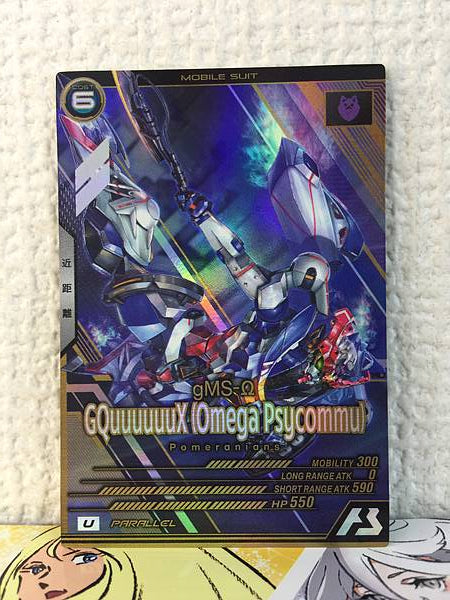 MOBILE SUIT
COST
6
近距離
gMS-Ω
GQuuuuuuX (Omega Psycommu)
Pomeranians
MOBILITY 300
LONG RANGE ATK 0
SHORT RANGE ATK 590
HP 550
U PARALLEL